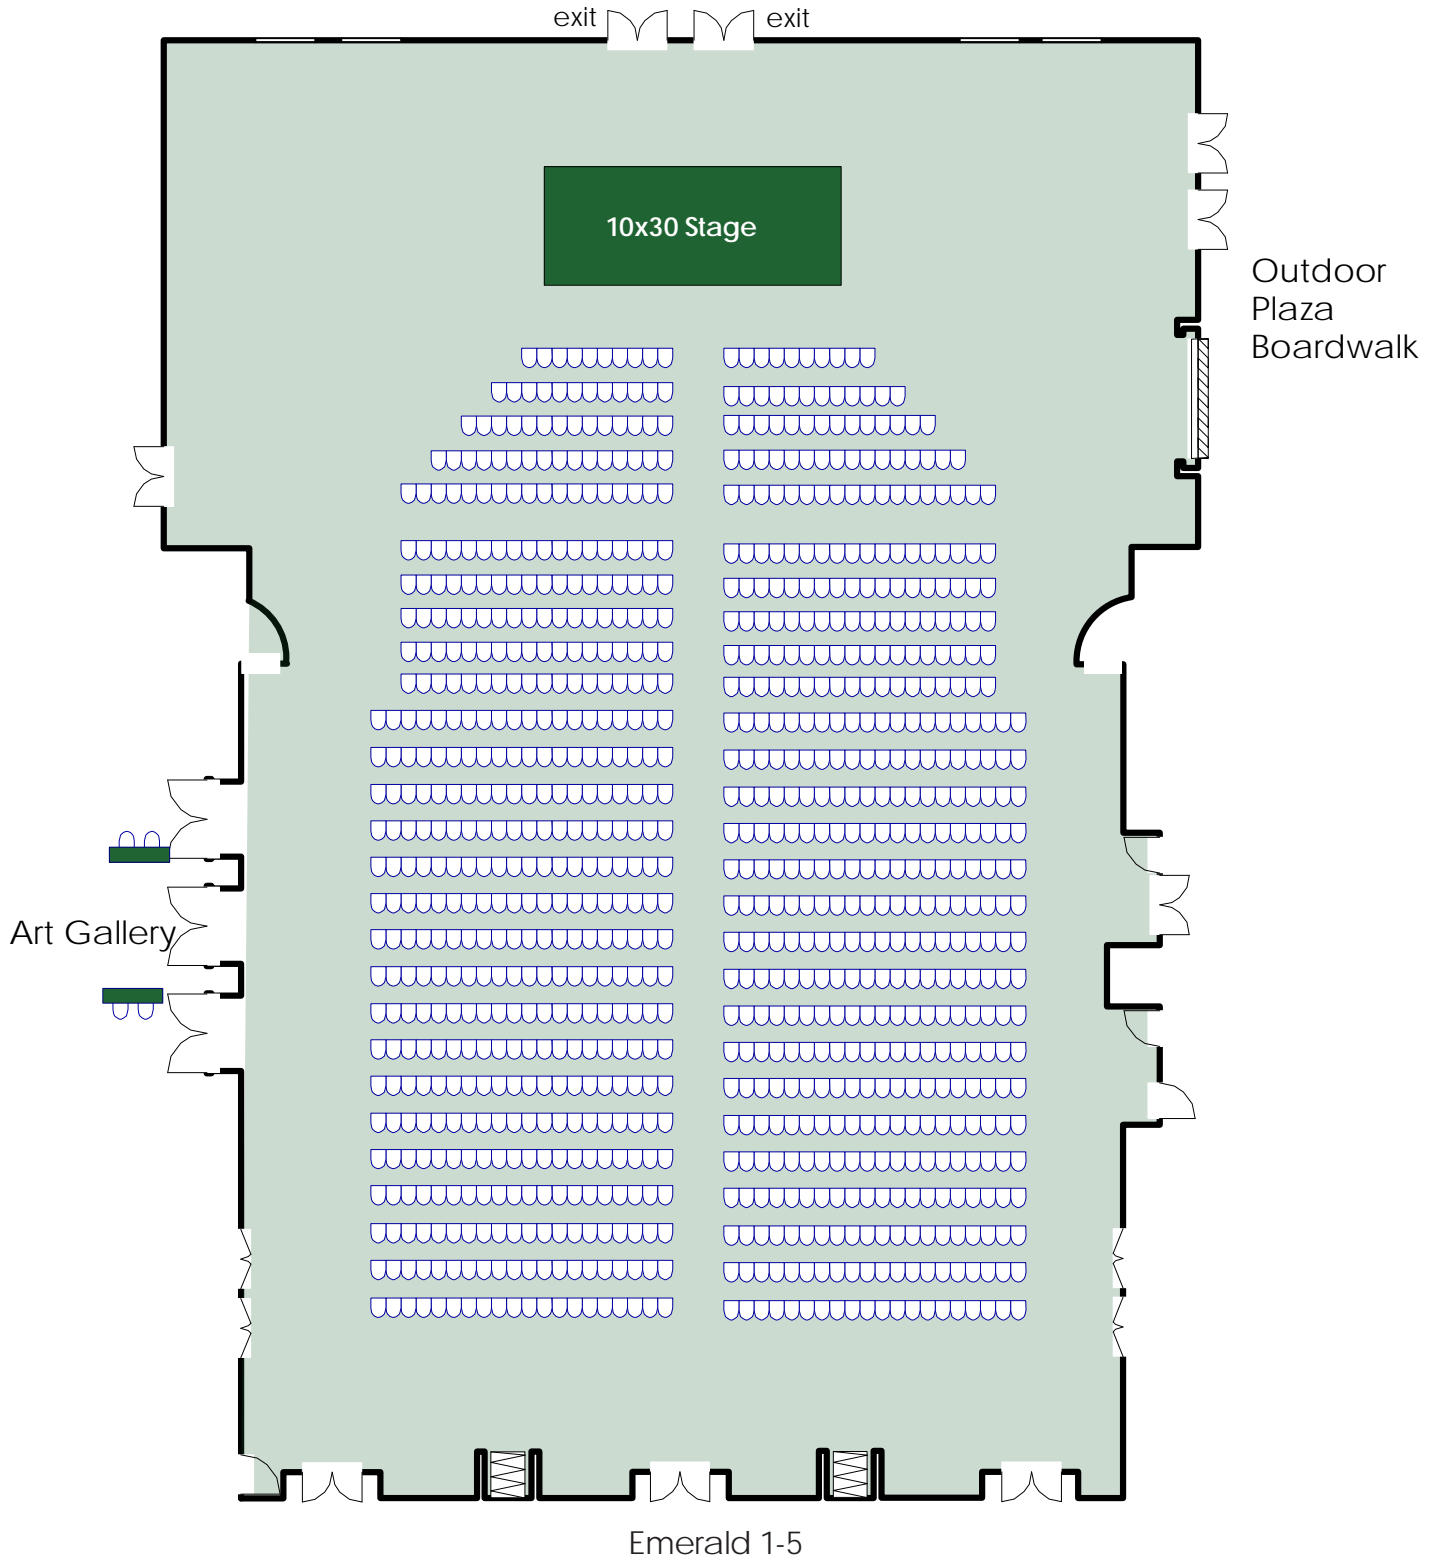 exit
exit
10x30 Stage
Outdoor
Plaza
Boardwalk
Art Gallery
Emerald 1-5